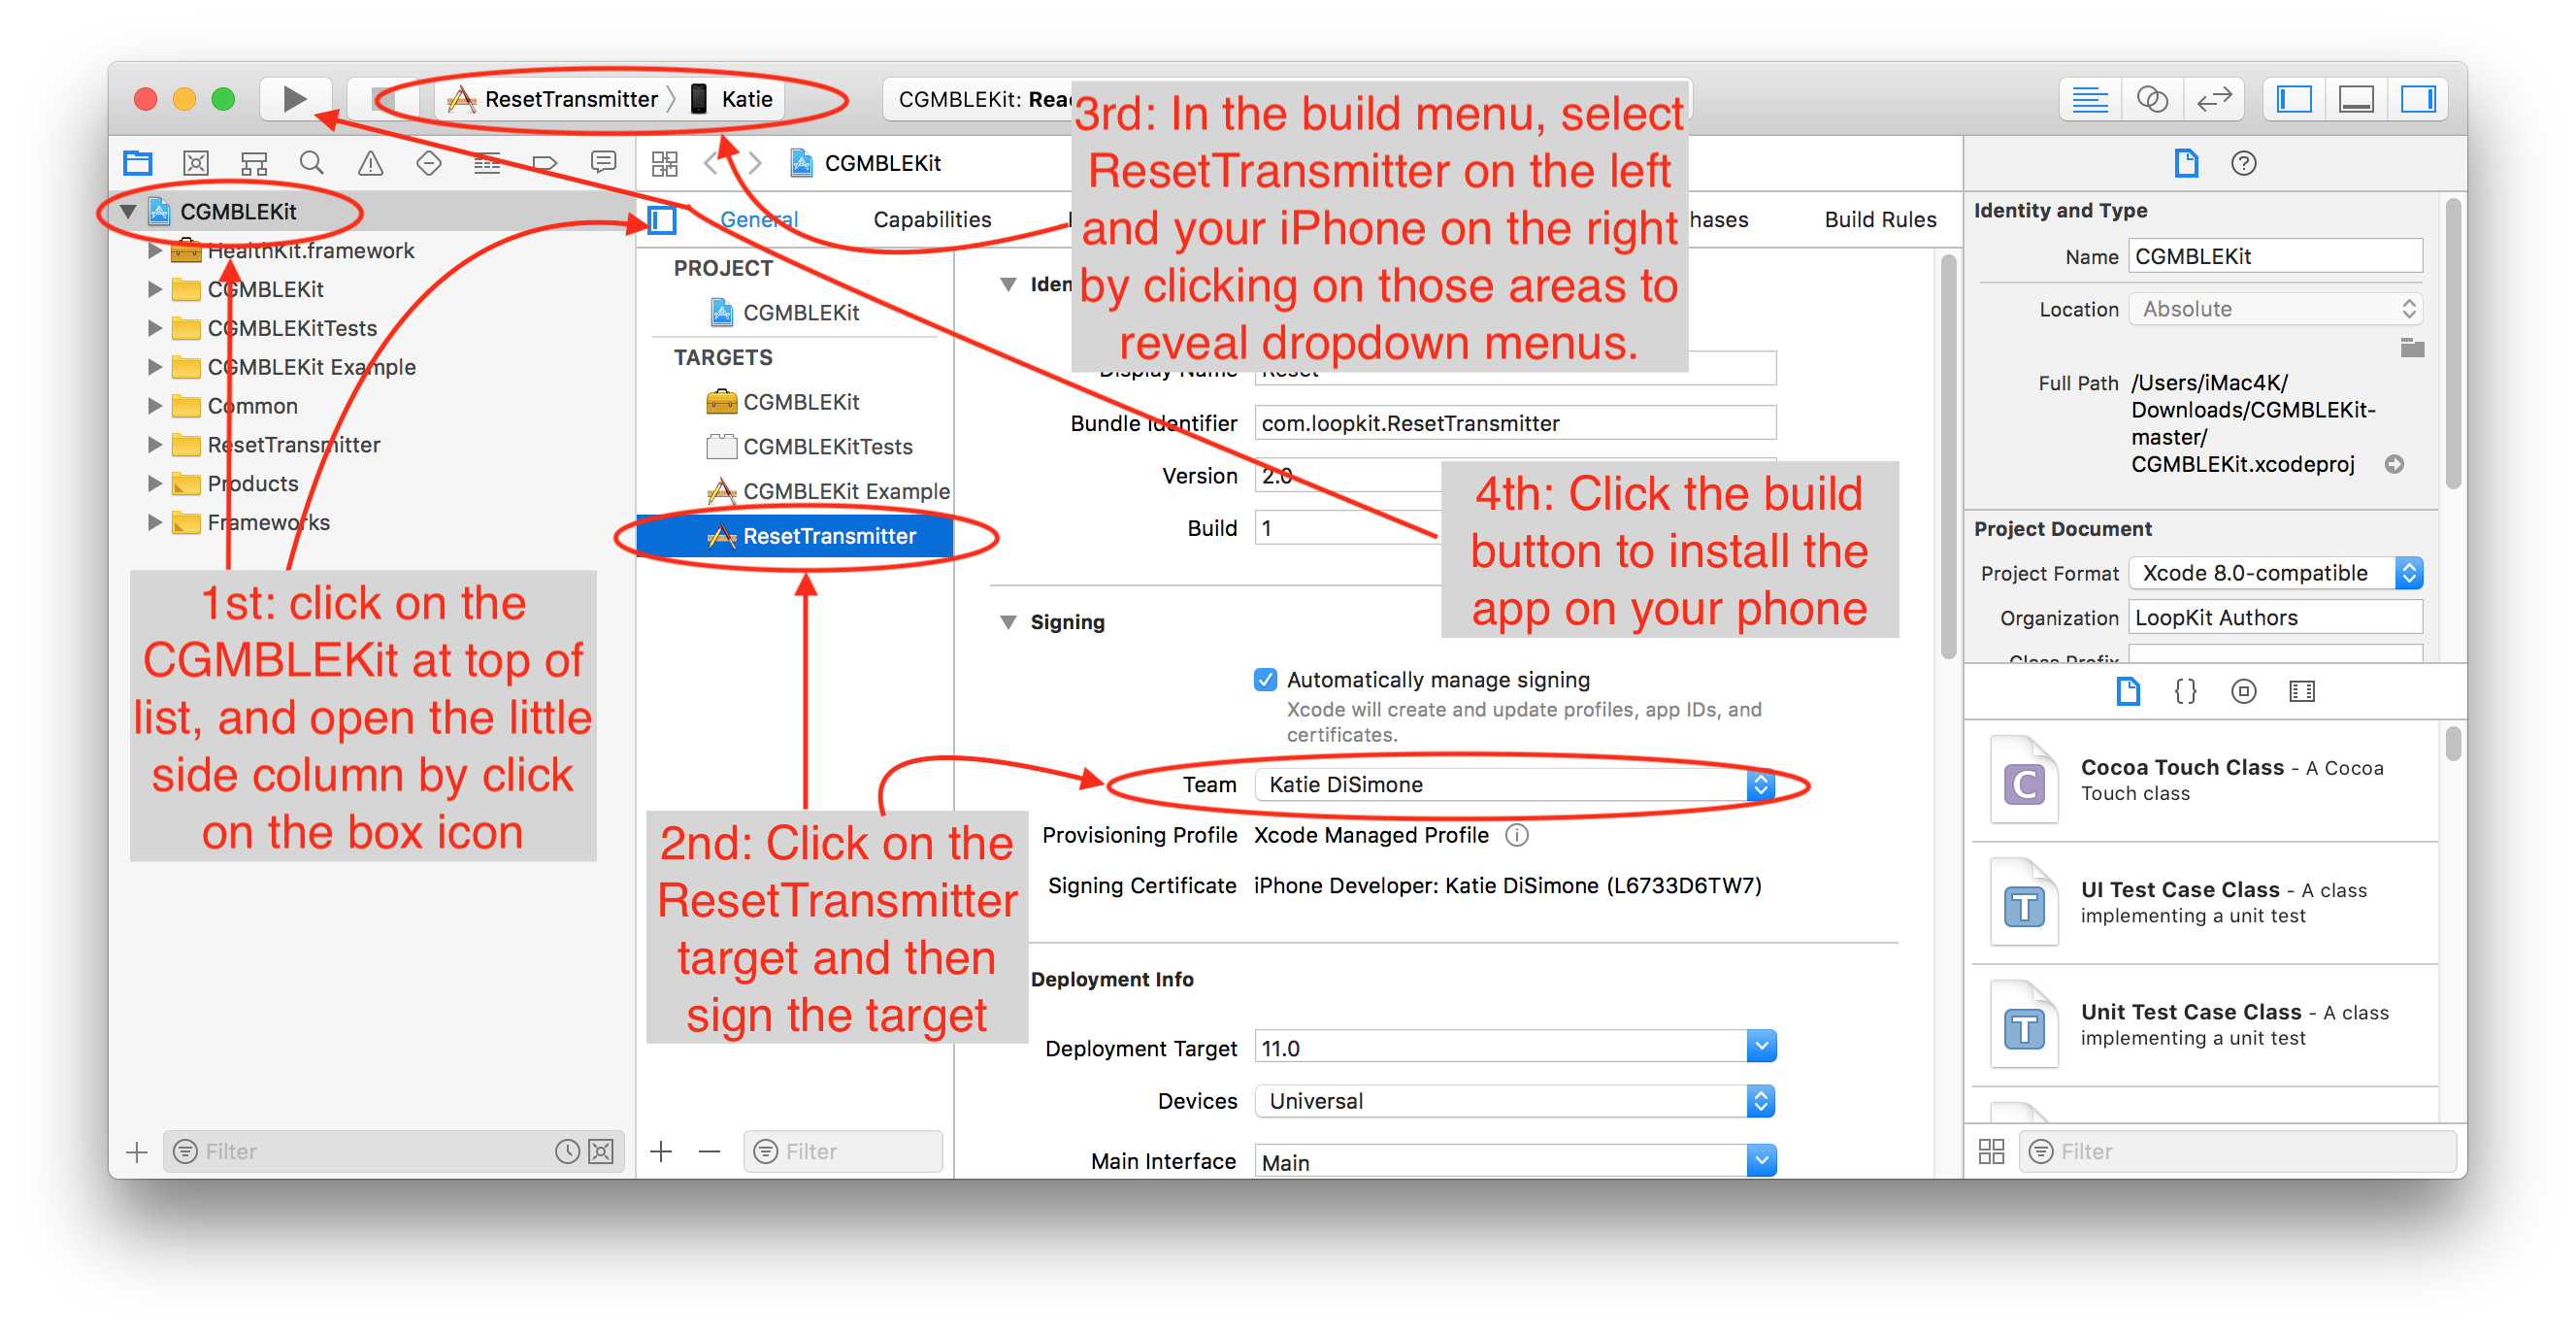 ResetTransmitter
Katie
CGMBLEKit:
CGMBLEKit
CGMBLEKit
HealthKit.framework
CGMBLEKit
CGMBLEKitTests
CGMBLEKit Example
Common
ResetTransmitter
Products
Frameworks
1st: click on the
CGMBLEKit at top of
list, and open the little
side column by click
on the box icon
Filter
General
Capabilities
Build Rules
PROJECT
CGMBLEKit
TARGETS
CGMBLEKit
CGMBLEKitTests
CGMBLEKit Example
ResetTransmitter
2nd: Click on the
ResetTransmitter
target and then
sign the target
Filter
3rd: In the build menu, select
ResetTransmitter on the left
and your iPhone on the right
by clicking on those areas to
reveal dropdown menus.
Display Name Reset
Bundle Identifier com.loopkit.ResetTransmitter
Version 2.0
Build 1
4th: Click the build
button to install the
app on your phone
Signing
Automatically manage signing
Xcode will create and update profiles, app IDs, and
certificates.
Team Katie DiSimone
Provisioning Profile Xcode Managed Profile
Signing Certificate iPhone Developer: Katie DiSimone (L6733D6TW7)
Deployment Info
Deployment Target 11.0
Devices Universal
Main Interface Main
Identity and Type
Name CGMBLEKit
Location Absolute
Full Path /Users/iMac4K/
Downloads/CGMBLEKit-
master/
CGMBLEKit.xcodeproj
Project Document
Project Format Xcode 8.0-compatible
Organization LoopKit Authors
Class Prefix
Cocoa Touch Class - A Cocoa
Touch class
UI Test Case Class - A class
implementing a unit test
Unit Test Case Class - A class
implementing a unit test
Filter